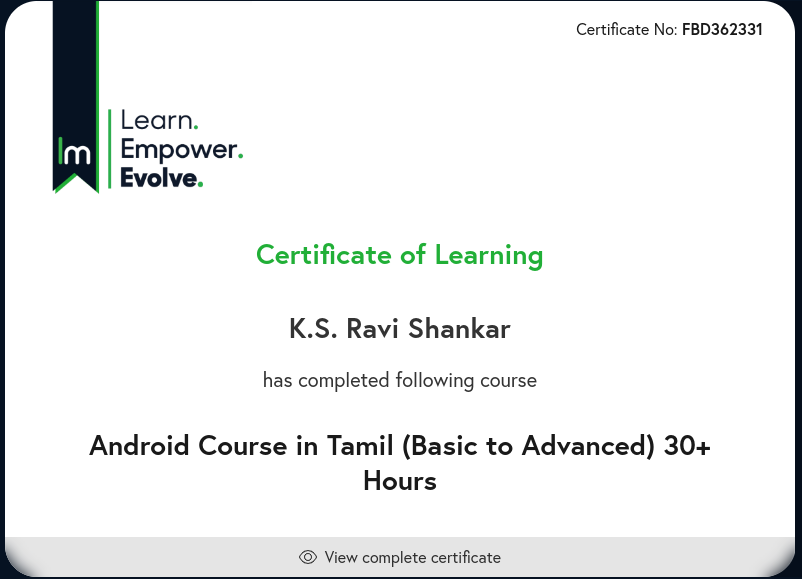 Certificate No: FBD362331
lm
Learn.
Empower.
Evolve.
Certificate of Learning
K.S. Ravi Shankar
has completed following course
Android Course in Tamil (Basic to Advanced) 30+
Hours
View complete certificate